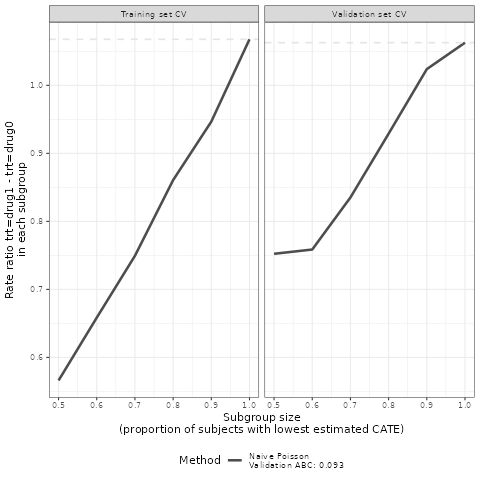 Training set CV
Validation set CV
Rate ratio trt=drug1 - trt=drug0
in each subgroup
1.0
0.9
0.8
0.7
0.6
0.5 0.6 0.7 0.8 0.9 1.0
0.5 0.6 0.7 0.8 0.9 1.0
Subgroup size
(proportion of subjects with lowest estimated CATE)
Method
Naive Poisson
Validation ABC: 0.093